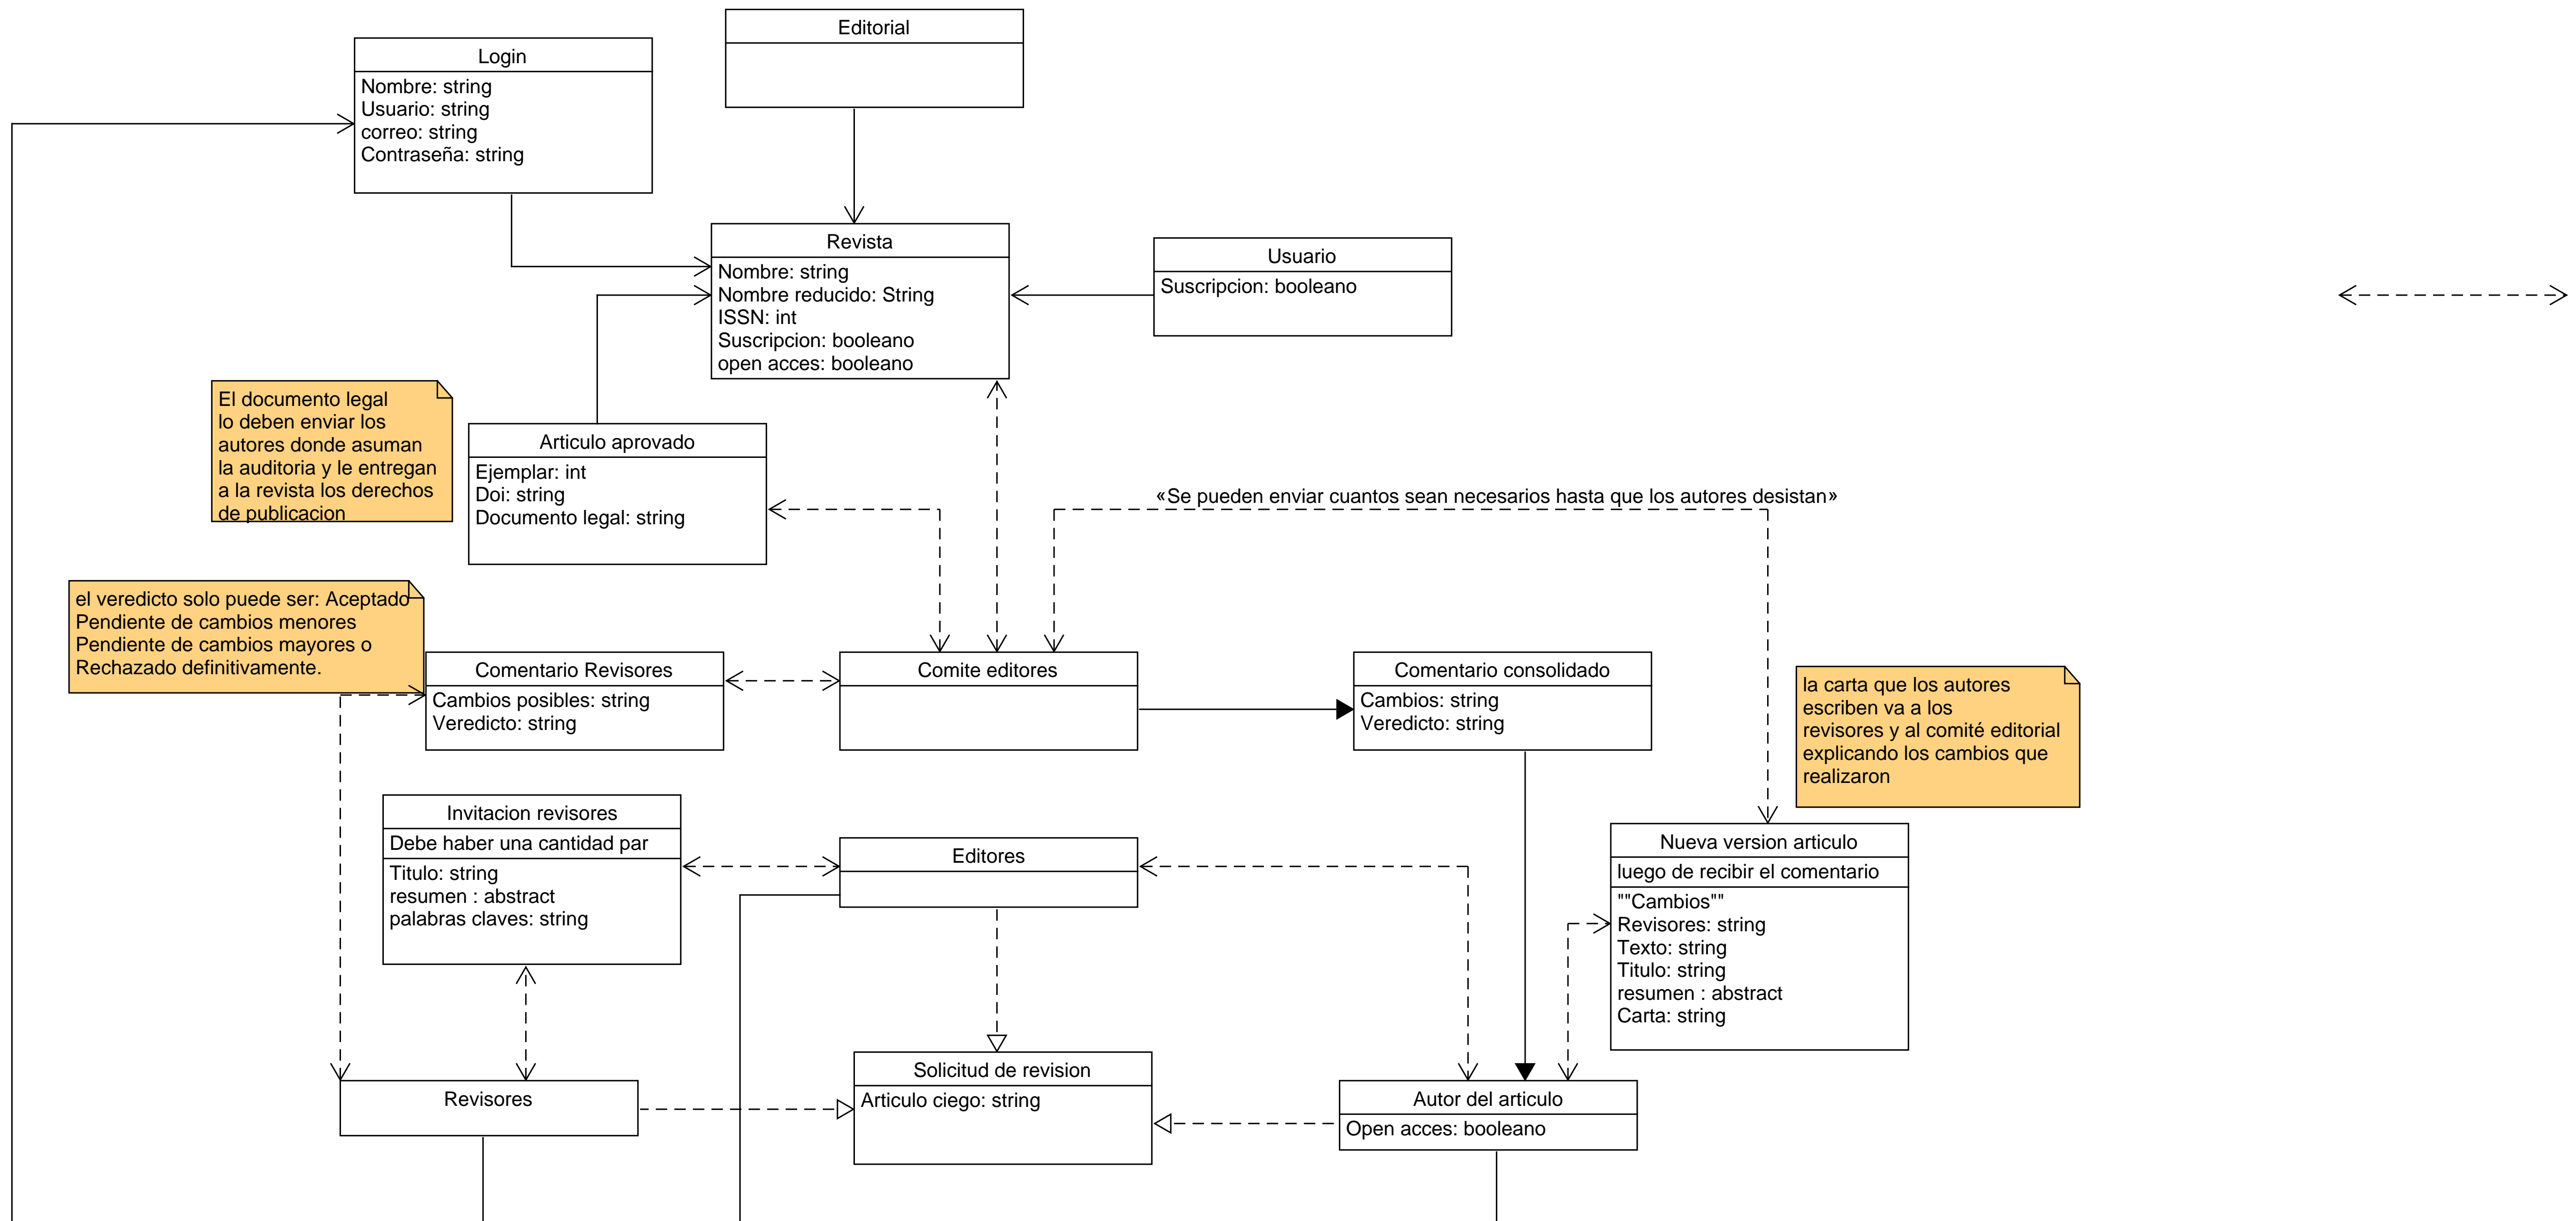 Editorial
Login
Nombre: string
Usuario: string
correo: string
Contraseña: string
Revista
Nombre: string
Nombre reducido: String
ISSN: int
Suscripcion: booleano
open acces: booleano
Usuario
Suscripcion: booleano
El documento legal
lo deben enviar los
autores donde asuman
la auditoria y le entregan
a la revista los derechos
de publicacion
Articulo aprovado
Ejemplar: int
Doi: string
Documento legal: string
«Se pueden enviar cuantos sean necesarios hasta que los autores desistan»
el veredicto solo puede ser: Aceptado
Pendiente de cambios menores
Pendiente de cambios mayores o
Rechazado definitivamente.
Comentario Revisores
Cambios posibles: string
Veredicto: string
Comite editores
Comentario consolidado
Cambios: string
Veredicto: string
la carta que los autores
escriben va a los
revisores y al comité editorial
explicando los cambios que
realizaron
Invitacion revisores
Debe haber una cantidad par
Titulo: string
resumen : abstract
palabras claves: string
Editores
Nueva version articulo
luego de recibir el comentario
""Cambios""
Revisores: string
Texto: string
Titulo: string
resumen : abstract
Carta: string
Revisores
Solicitud de revision
Articulo ciego: string
Autor del articulo
Open acces: booleano